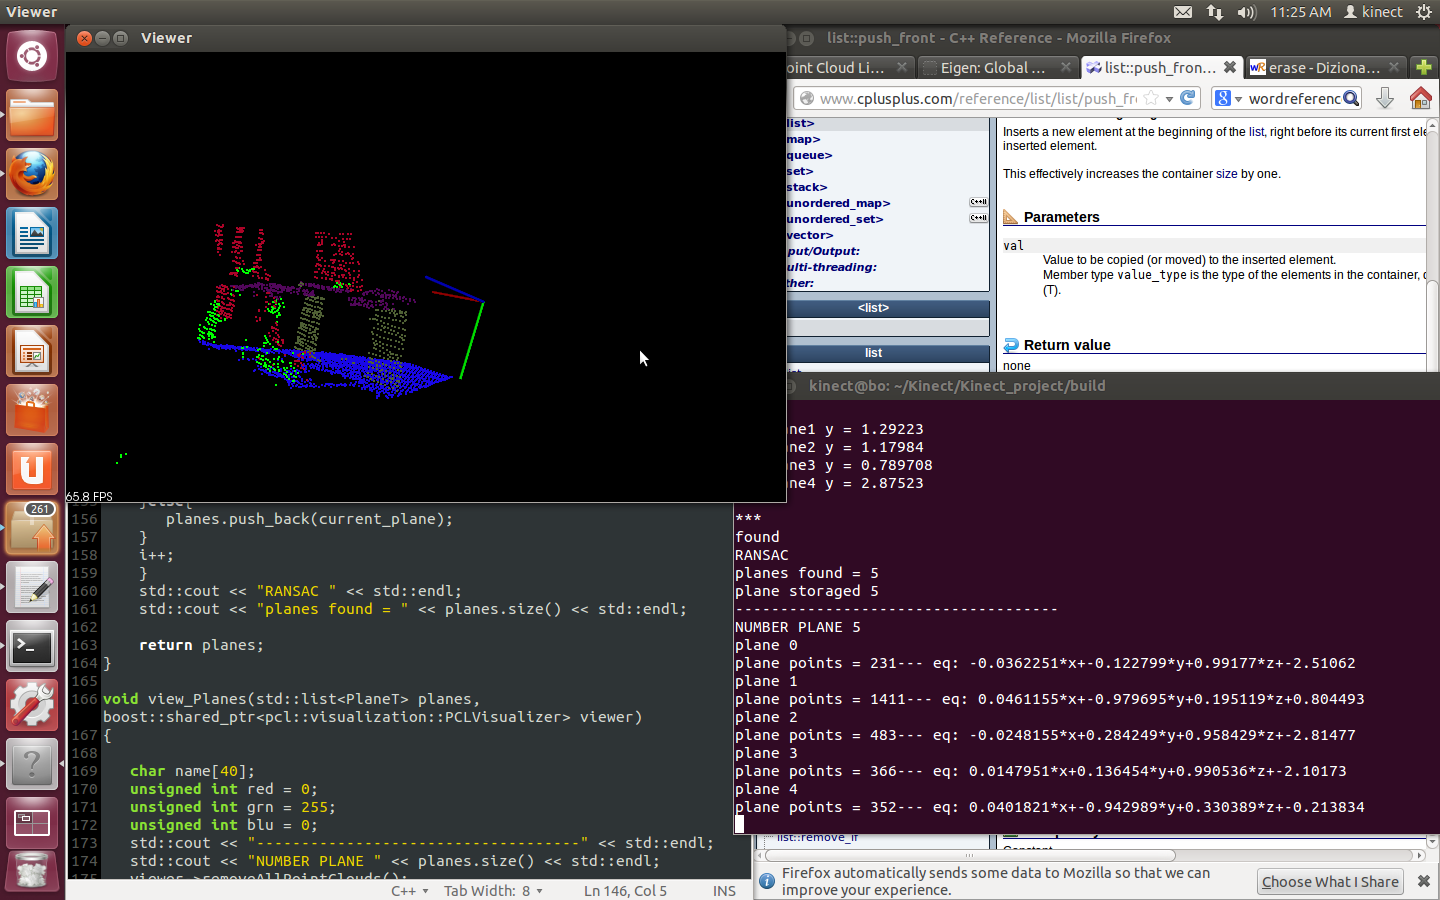 Viewer
11:25 AM
kinect
Viewer
65.8 FPS
list::push_front - C++ Reference - Mozilla Firefox
oint Cloud Li...
Eigen: Global ...
list::push_fron...
erase - Diziona...
www.cplusplus.com/reference/list/list/push_fr
wordreferenc
list>
map>
queue>
set>
stack>
unordered_map>
unordered_set>
vector>
put/Output:
ulti-threading:
ther:
<list>
list
Inserts a new element at the beginning of the list, right before its current first ele
inserted element.
This effectively increases the container size by one.
Parameters
val
Value to be copied (or moved) to the inserted element.
Member type value_type is the type of the elements in the container,
(T).
Return value
none
kinect@bo: ~/Kinect/Kinect_project/build
ane1 y = 1.29223
ane2 y = 1.17984
ane3 y = 0.789708
ane4 y = 2.87523
***
found
RANSAC
planes found = 5
plane storaged 5
------------------------------------
NUMBER PLANE 5
plane 0
plane points = 231--- eq: -0.0362251*x+-0.122799*y+0.99177*z+-2.51062
plane 1
plane points = 1411--- eq: 0.0461155*x+-0.979695*y+0.195119*z+0.804493
plane 2
plane points = 483--- eq: -0.0248155*x+0.284249*y+0.958429*z+-2.81477
plane 3
plane points = 366--- eq: 0.0147951*x+0.136454*y+0.990536*z+-2.10173
plane 4
plane points = 352--- eq: 0.0401821*x+-0.942989*y+0.330389*z+-0.213834
list::remove_if
Firefox automatically sends some data to Mozilla so that we can
improve your experience.
Choose What I Share
261
155 }else{
156 planes.push_back(current_plane);
157 }
158 i++;
159 }
160 std::cout << "RANSAC " << std::endl;
161 std::cout << "planes found = " << planes.size() << std::endl;
162
163 return planes;
164 }
165
166 void view_Planes(std::list<PlaneT> planes,
boost::shared_ptr<pcl::visualization::PCLVisualizer> viewer)
167 {
168
169 char name[40];
170 unsigned int red = 0;
171 unsigned int grn = 255;
172 unsigned int blu = 0;
173 std::cout << "------------------------------------" << std::endl;
174 std::cout << "NUMBER PLANE " << planes.size() << std::endl;
175 viewer->removeAllPointClouds();
C++ Tab Width: 8 Ln 146, Col 5 INS